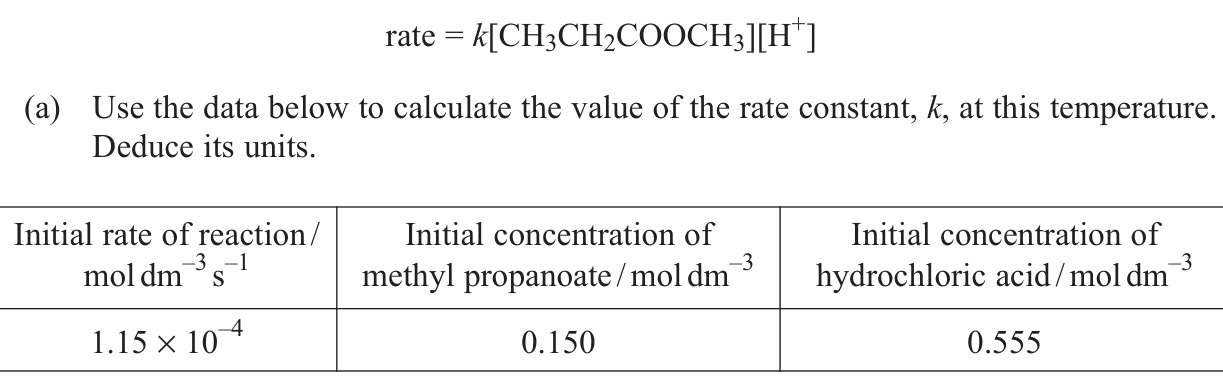 rate = k[CH₃CH₂COOCH₃][H⁺]
(a) Use the data below to calculate the value of the rate constant, k, at this temperature.
Deduce its units.
Initial rate of reaction /
mol dm⁻³ s⁻¹
Initial concentration of
methyl propanoate / mol dm⁻³
Initial concentration of
hydrochloric acid / mol dm⁻³
1.15 × 10⁻⁴
0.150
0.555